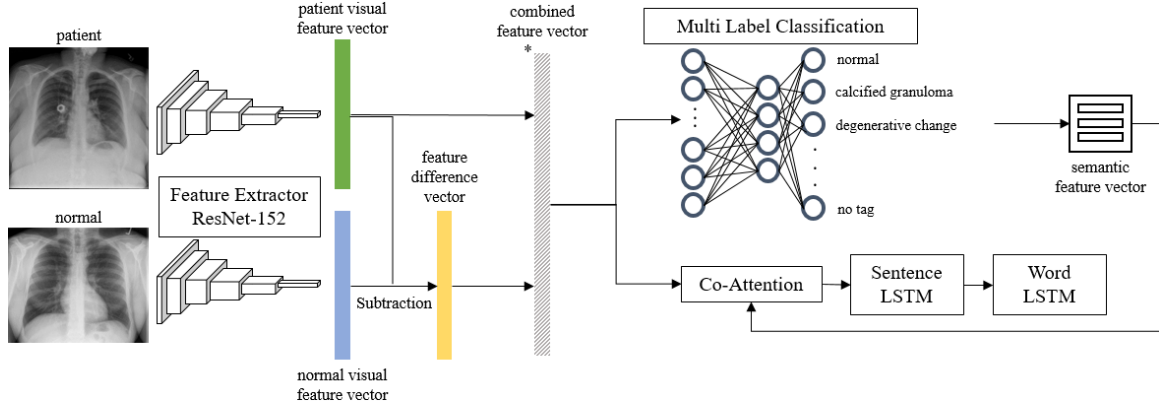 patient
patient visual
feature vector
combined
feature vector
*
Multi Label Classification
normal
calcified granuloma
degenerative change
no tag
semantic
feature vector
feature
difference
vector
Feature Extractor
ResNet-152
normal
Subtraction
normal visual
feature vector
Co-Attention
Sentence
LSTM
Word
LSTM